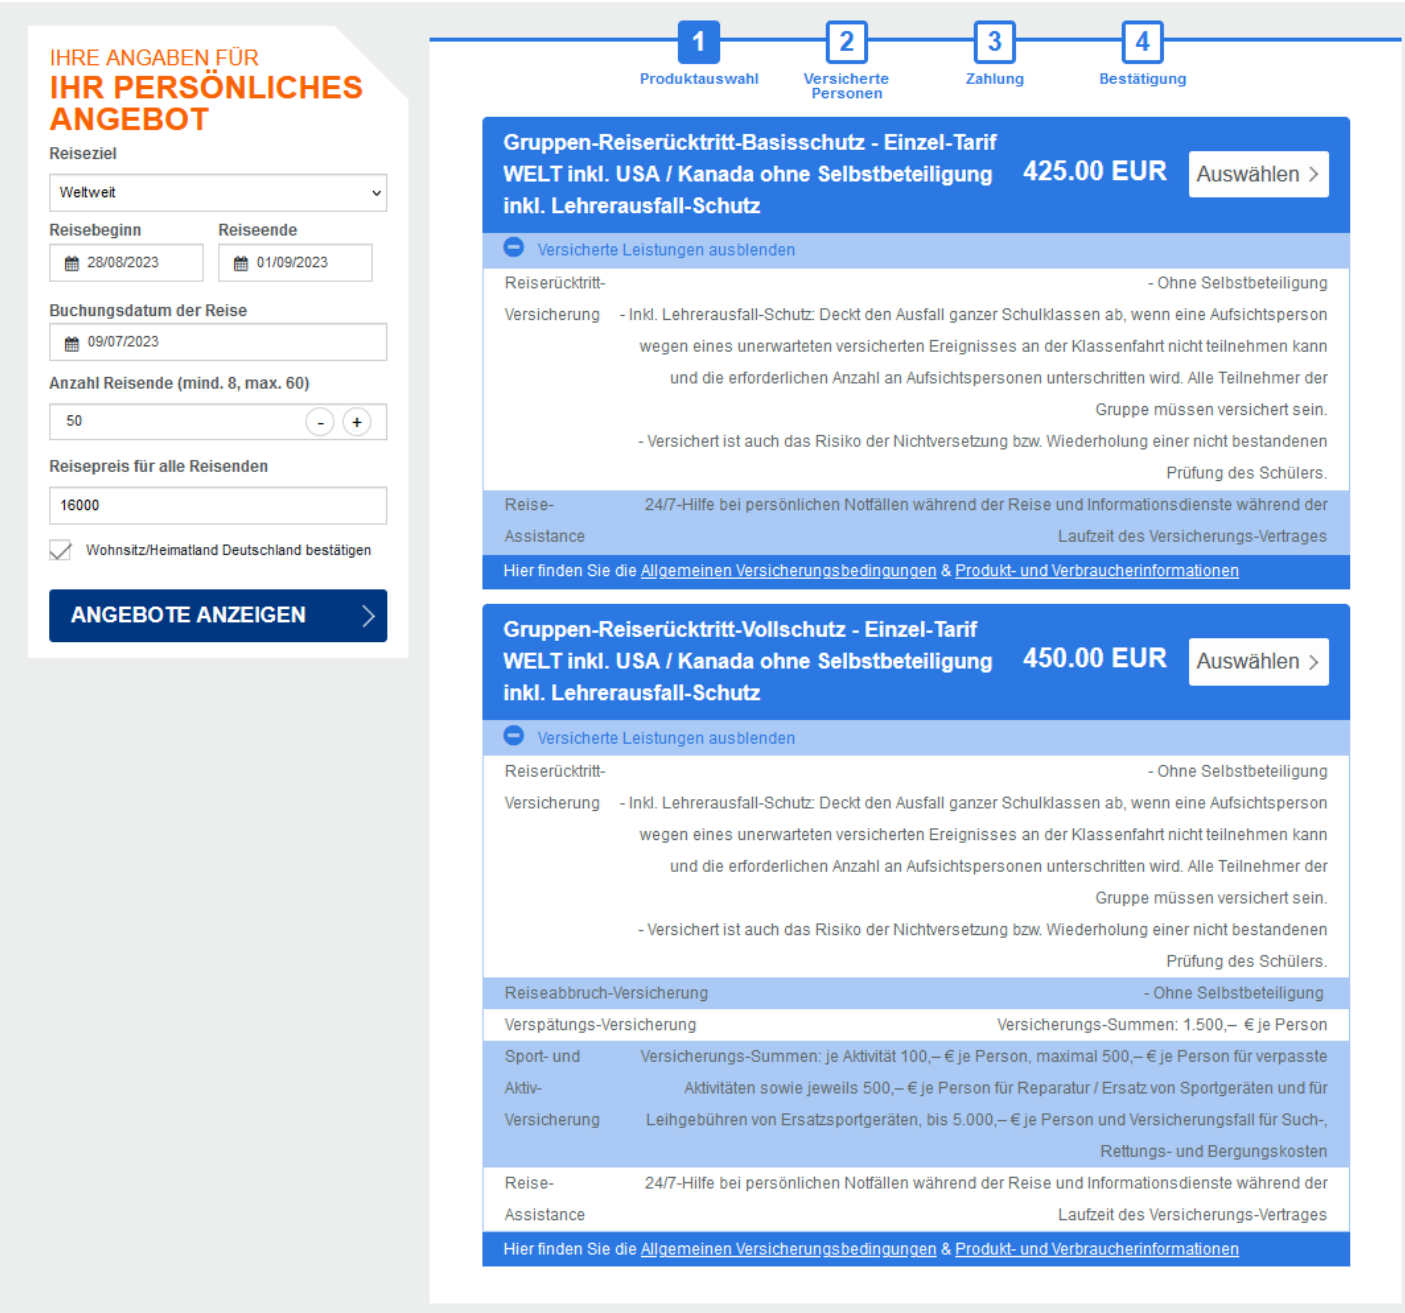 IHRE ANGABEN FÜR
IHR PERSÖNLICHES
ANGEBOT
Reiseziel
Weltweit
Reisebeginn Reiseende
28/08/2023 01/09/2023
Buchungsdatum der Reise
09/07/2023
Anzahl Reisende (mind. 8, max. 60)
50 - +
Reisepreis für alle Reisenden
16000
Wohnsitz/Heimatland Deutschland bestätigen
ANGEBOTE ANZEIGEN
1 2 3 4
Produktauswahl Versicherte Zahlung Bestätigung
Personen
Gruppen-Reiserücktritt-Basisschutz - Einzel-Tarif
WELT inkl. USA / Kanada ohne Selbstbeteiligung 425.00 EUR Auswählen >
inkl. Lehrerausfall-Schutz
Versicherte Leistungen ausblenden
Reiserücktritt- - Ohne Selbstbeteiligung
Versicherung - Inkl. Lehrerausfall-Schutz: Deckt den Ausfall ganzer Schulklassen ab, wenn eine Aufsichtsperson
wegen eines unerwarteten versicherten Ereignisses an der Klassenfahrt nicht teilnehmen kann
und die erforderlichen Anzahl an Aufsichtspersonen unterschritten wird. Alle Teilnehmer der
Gruppe müssen versichert sein.
- Versichert ist auch das Risiko der Nichtversetzung bzw. Wiederholung einer nicht bestandenen
Prüfung des Schülers.
Reise- 24/7-Hilfe bei persönlichen Notfällen während der Reise und Informationsdienste während der
Assistance Laufzeit des Versicherungs-Vertrages
Hier finden Sie die Allgemeinen Versicherungsbedingungen & Produkt- und Verbraucherinformationen
Gruppen-Reiserücktritt-Vollschutz - Einzel-Tarif
WELT inkl. USA / Kanada ohne Selbstbeteiligung 450.00 EUR Auswählen >
inkl. Lehrerausfall-Schutz
Versicherte Leistungen ausblenden
Reiserücktritt- - Ohne Selbstbeteiligung
Versicherung - Inkl. Lehrerausfall-Schutz: Deckt den Ausfall ganzer Schulklassen ab, wenn eine Aufsichtsperson
wegen eines unerwarteten versicherten Ereignisses an der Klassenfahrt nicht teilnehmen kann
und die erforderlichen Anzahl an Aufsichtspersonen unterschritten wird. Alle Teilnehmer der
Gruppe müssen versichert sein.
- Versichert ist auch das Risiko der Nichtversetzung bzw. Wiederholung einer nicht bestandenen
Prüfung des Schülers.
Reiseabbruch-Versicherung - Ohne Selbstbeteiligung
Verspätungs-Versicherung Versicherungs-Summen: 1.500,– € je Person
Sport- und Versicherungs-Summen: je Aktivität 100,– € je Person, maximal 500,– € je Person für verpasste
Aktiv- Aktivitäten sowie jeweils 500,– € je Person für Reparatur / Ersatz von Sportgeräten und für
Versicherung Leihgebühren von Ersatzsportgeräten, bis 5.000,– € je Person und Versicherungsfall für Such-,
Rettungs- und Bergungskosten
Reise- 24/7-Hilfe bei persönlichen Notfällen während der Reise und Informationsdienste während der
Assistance Laufzeit des Versicherungs-Vertrages
Hier finden Sie die Allgemeinen Versicherungsbedingungen & Produkt- und Verbraucherinformationen